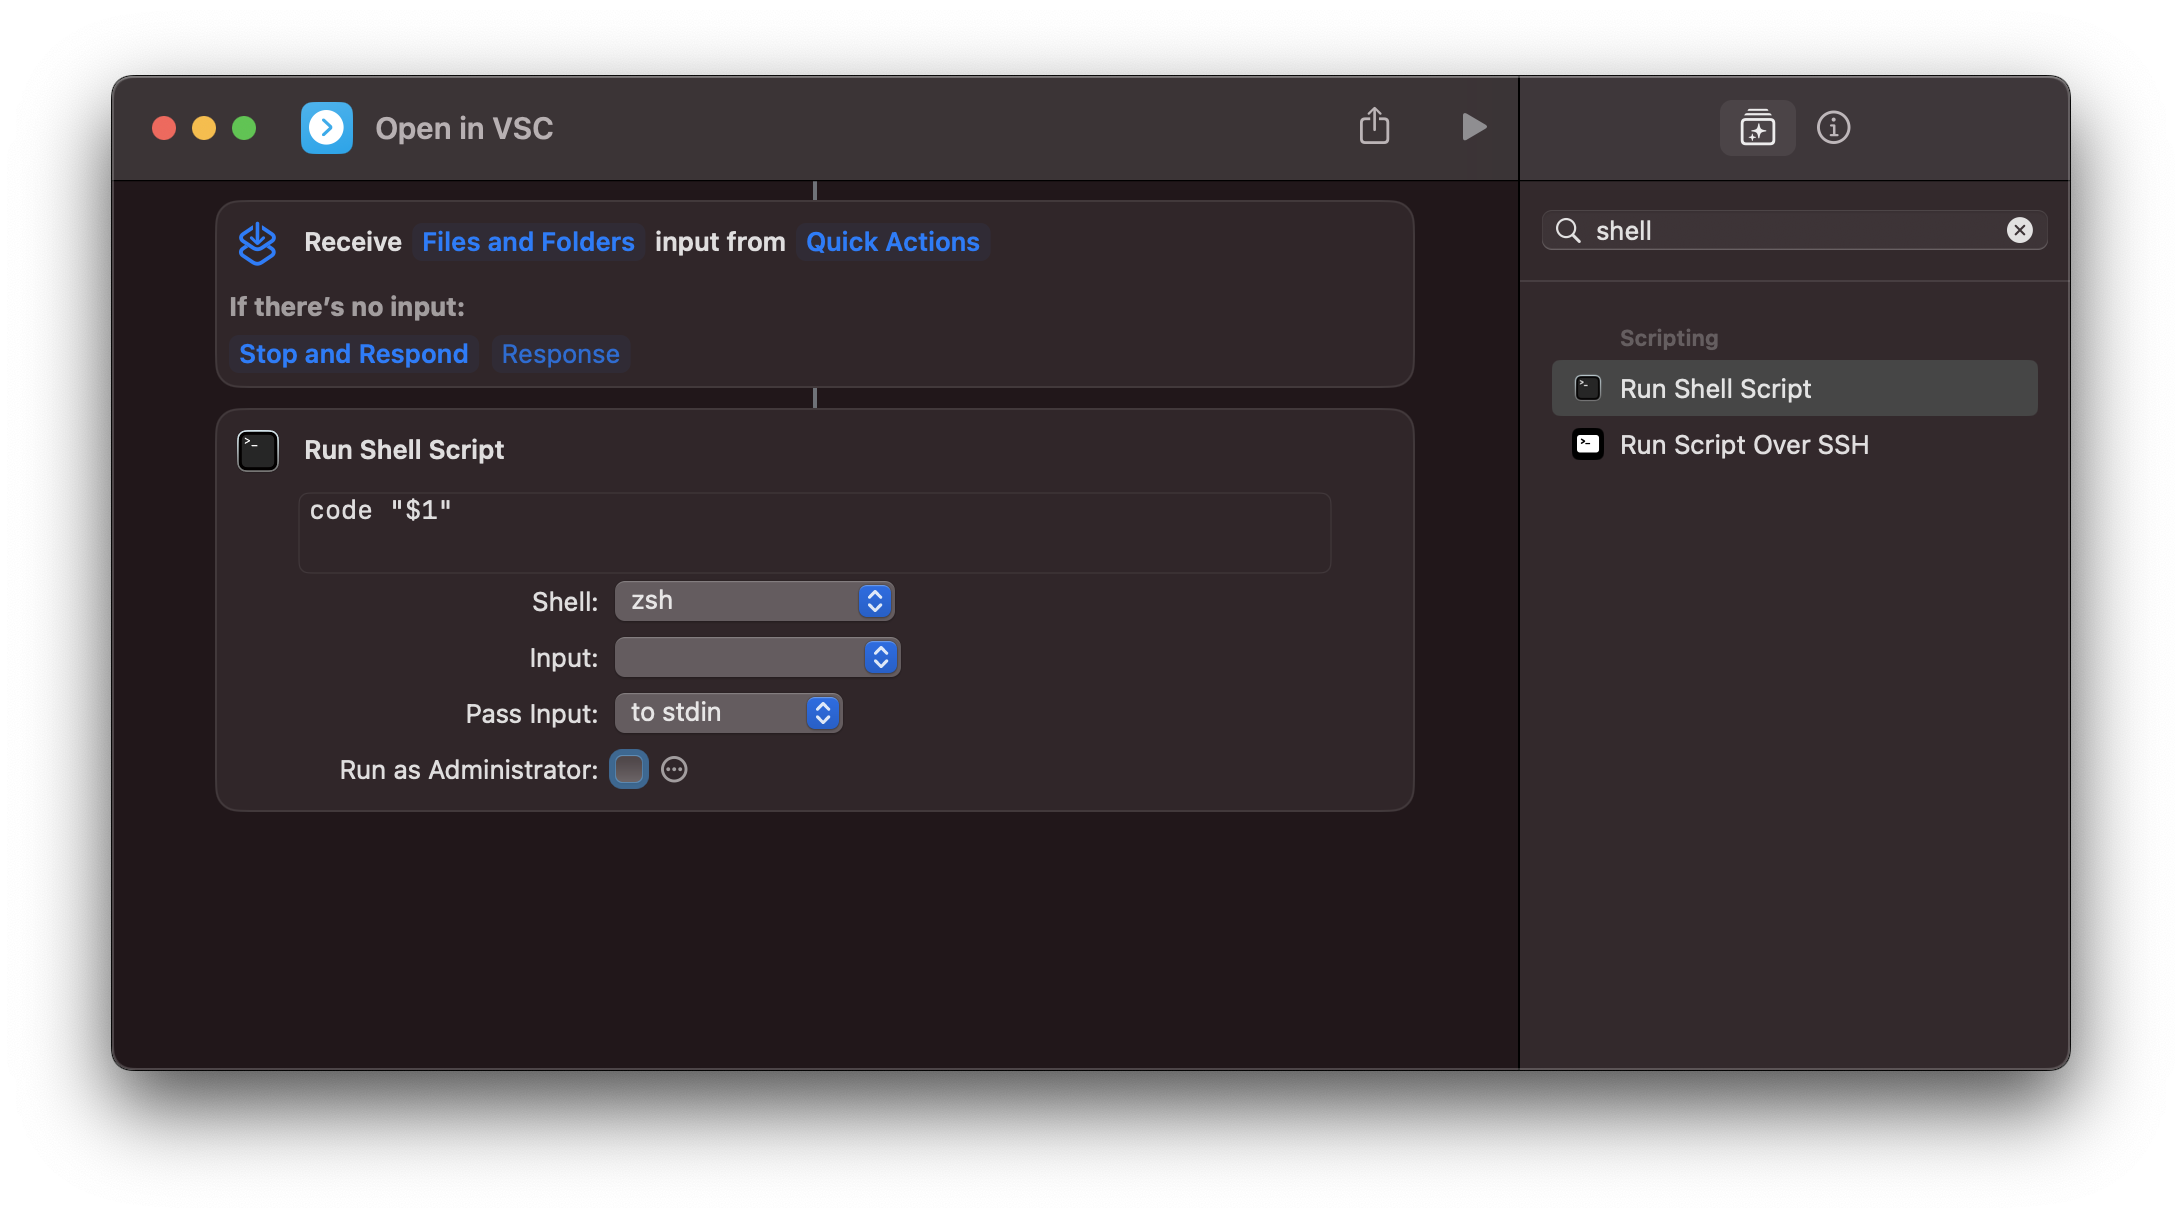 Open in VSC
Receive Files and Folders input from Quick Actions
If there’s no input:
Stop and Respond Response
Run Shell Script
code "$1"
Shell: zsh
Input:
Pass Input: to stdin
Run as Administrator:
shell
Scripting
Run Shell Script
Run Script Over SSH